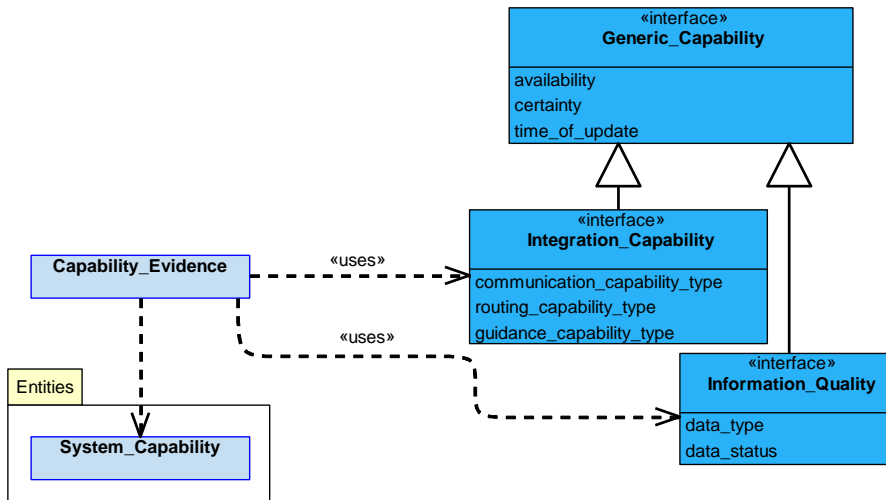 «interface»
Generic_Capability
availability
certainty
time_of_update
«interface»
Integration_Capability
communication_capability_type
routing_capability_type
guidance_capability_type
Capability_Evidence
«uses»
«uses»
«interface»
Information_Quality
data_type
data_status
Entities
System_Capability